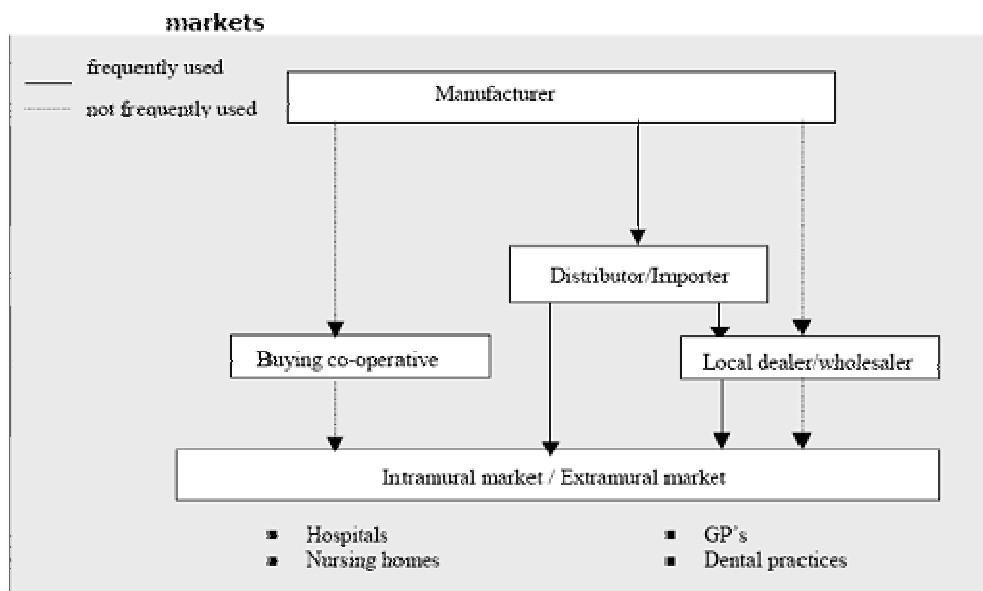 markets
frequently used
not frequently used
Manufacturer
Distributor/Importer
Buying co-operative
Local dealer/wholesaler
Intramural market / Extramural market
▪ Hospitals
▪ Nursing homes
▪ GP`s
▪ Dental practices